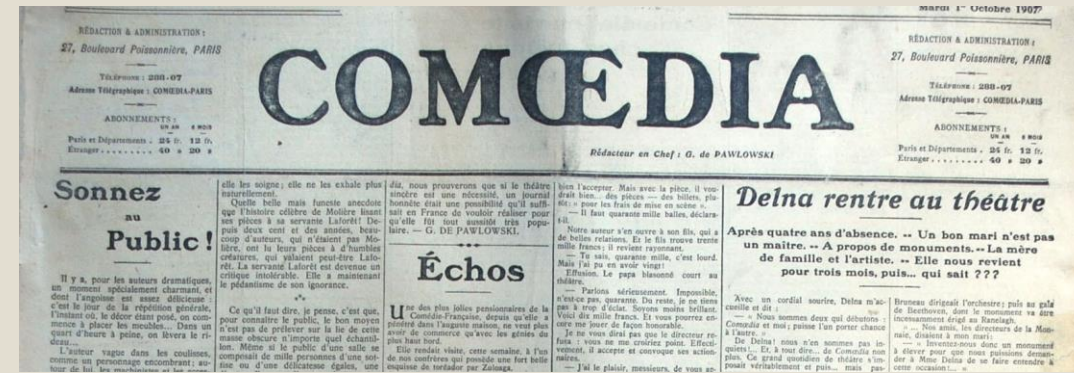 Mardi 1er Octobre 1907
RÉDACTION & ADMINISTRATION :
27, Boulevard Poissonnière, PARIS
TÉLÉPHONE : 288-07
Adresse Télégraphique : COMŒDIA-PARIS
ABONNEMENTS :
UN AN 6 MOIS
Paris et Départements . 24 fr. 12 fr.
Étranger . . . . . . . . . 40 » 20 »
COMŒDIA
Rédacteur en Chef : G. de PAWLOWSKI
RÉDACTION & ADMINISTRATION :
27, Boulevard Poissonnière, PARIS
TÉLÉPHONE : 288-07
Adresse Télégraphique : COMŒDIA-PARIS
ABONNEMENTS :
UN AN 6 MOIS
Paris et Départements . 24 fr. 12 fr.
Étranger . . . . . . . . . 40 » 20 »
Sonnez
au
Public !
Il y a, pour les auteurs dramatiques,
un moment spécialement charmant, et
dont l'angoisse est assez délicieuse :
c'est le jour de la répétition générale,
l'instant où, le décor étant posé, on com-
mence à placer les meubles... Dans un
quart d'heure à peine, on lèvera le ri-
deau....
L'auteur vague dans les coulisses,
comme un personnage encombrant ; au-
elle les soigne ; elle ne les exhale plus
naturellement.
Quelle belle mais funeste anecdote
que l'histoire célèbre de Molière lisant
ses pièces à sa servante Laforêt ! De-
puis deux cent et des années, beau-
coup d'auteurs, qui n'étaient pas Mo-
lière, ont lu leurs pièces à d'humbles
créatures, qui valaient peut-être Lafo-
rêt. La servante Laforêt est devenue un
critique intolérable. Elle a maintenant
le pédantisme de son ignorance.
Ce qu'il faut dire, je pense, c'est que,
pour connaître le public, le bon moyen
n'est pas de prélever sur la lie de cette
masse obscure n'importe quel échantil-
lon. Même si le public d'une salle se
composait de mille personnes d'une sot-
tise ou d'une délicatesse égales, une
dia, nous prouverons que si le théâtre
sincère est une nécessité, un journal
honnête était une possibilité qu'il suffi-
sait en France de vouloir réaliser pour
qu'elle fût tout aussitôt très popu-
laire. — G. DE PAWLOWSKI.
Échos
Une des plus jolies pensionnaires de la
Comédie-Française, depuis qu'elle a
pénétré dans l'auguste maison, ne veut plus
avoir de commerce qu'avec les génies du
plus haut bord.
Elle rendait visite, cette semaine, à l'un
de nos confrères qui possède une fort belle
esquisse de toréador par Zuloaga.
bien l'accepter. Mais avec la pièce, il vou-
drait bien... des pièces — des billets, plu-
tôt : « pour les frais de mise en scène ».
— Il faut quarante mille balles, déclara-
t-il.
Notre auteur s'en ouvre à son fils, qui a
de belles relations. Et le fils trouve trente
mille francs ; il revient rayonnant.
— Tu sais, quarante mille, c'est lourd.
Mais j'ai pu en avoir vingt !
Effusion. Le papa blasonné court au
théâtre.
— Parlons sérieusement. Impossible,
n'est-ce pas, quarante. Du reste, je ne tiens
pas à trop d'éclat. Soyons moins brillant.
Voici dix mille francs. Et vous pourrez en-
core me jouer de façon honorable.
Je ne vous dirai pas que le directeur re-
fusa : vous ne me croiriez point. Effecti-
vement, il accepte et convoque ses action-
naires.
— J'ai le plaisir, messieurs, de vous
Delna rentre au théâtre
Après quatre ans d'absence. -- Un bon mari n'est pas
un maître. -- A propos de monuments. -- La mère
de famille et l'artiste. -- Elle nous revient
pour trois mois, puis... qui sait ???
Avec un cordial sourire, Delna m'ac-
cueille et dit :
— « Nous sommes deux qui débutons :
Comœdia et moi ; puisse l'un porter chance
à l'autre. »
De Delna! nous n'en sommes pas in-
quiets !... Et, à tout dire... de Comœdia non
plus. Ce grand quotidien de théâtre s'im-
posait véritablement et puis... mais pas-
Bruneau dirigeait l'orchestre ; puis au gala
de Beethoven, dont le monument va être
incessamment érigé au Ranelagh.
» ... Nos amis, les directeurs de la Mon-
naie, disaient à mon mari :
— « Inventez-nous donc un monument
à élever pour que nous puissions deman-
der à Mme Delna de se faire entendre à
cette occasion !... »